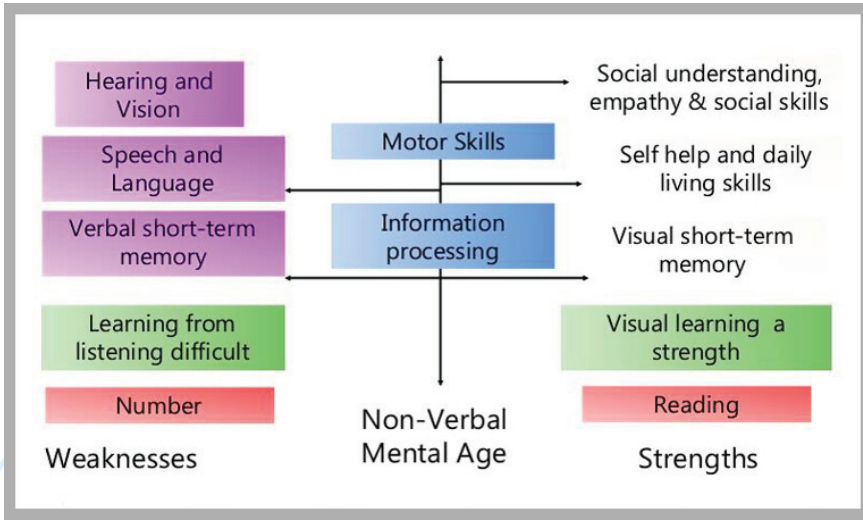 Hearing and
Vision
Speech and
Language
Verbal short-term
memory
Learning from
listening difficult
Number
Weaknesses
Motor Skills
Information
processing
Non-Verbal
Mental Age
Social understanding,
empathy & social skills
Self help and daily
living skills
Visual short-term
memory
Visual learning a
strength
Reading
Strengths